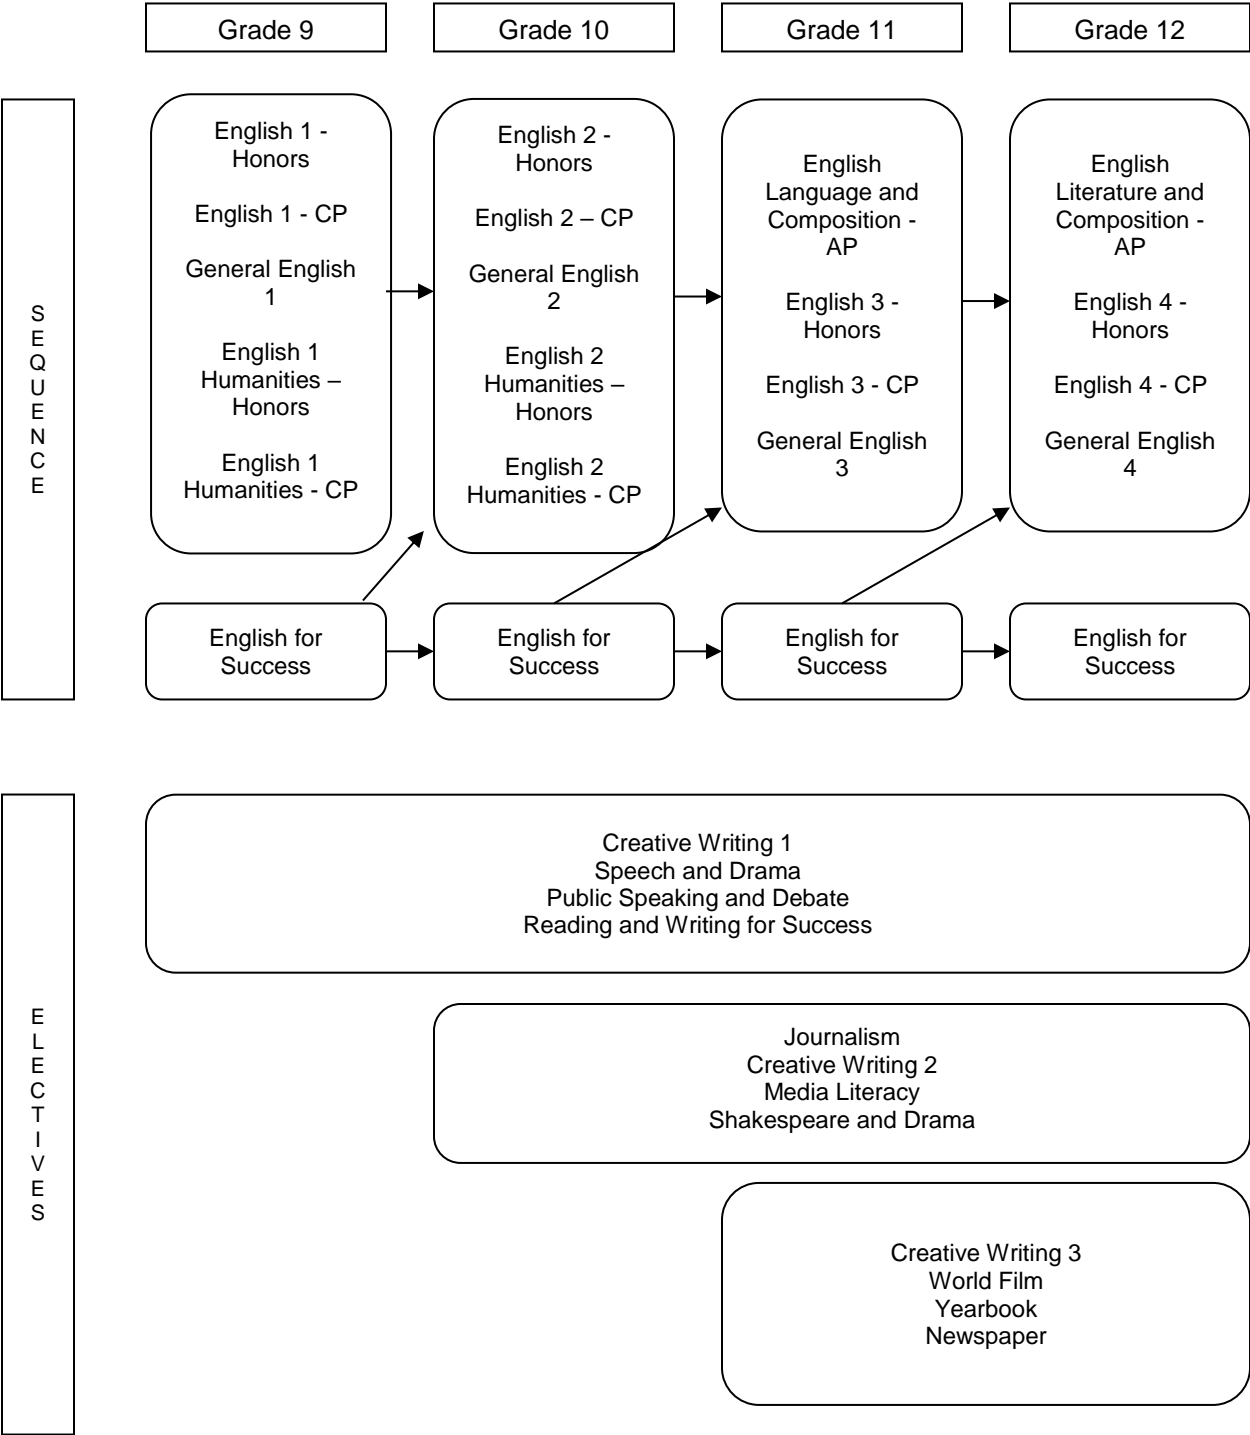 Grade 9
Grade 10
Grade 11
Grade 12
S
E
Q
U
E
N
C
E
English 1 -
Honors
English 1 - CP
General English
1
English 1
Humanities –
Honors
English 1
Humanities - CP
English 2 -
Honors
English 2 – CP
General English
2
English 2
Humanities –
Honors
English 2
Humanities - CP
English
Language and
Composition -
AP
English 3 -
Honors
English 3 - CP
General English
3
English
Literature and
Composition -
AP
English 4 -
Honors
English 4 - CP
General English
4
English for
Success
English for
Success
English for
Success
English for
Success
E
L
E
C
T
I
V
E
S
Creative Writing 1
Speech and Drama
Public Speaking and Debate
Reading and Writing for Success
Journalism
Creative Writing 2
Media Literacy
Shakespeare and Drama
Creative Writing 3
World Film
Yearbook
Newspaper